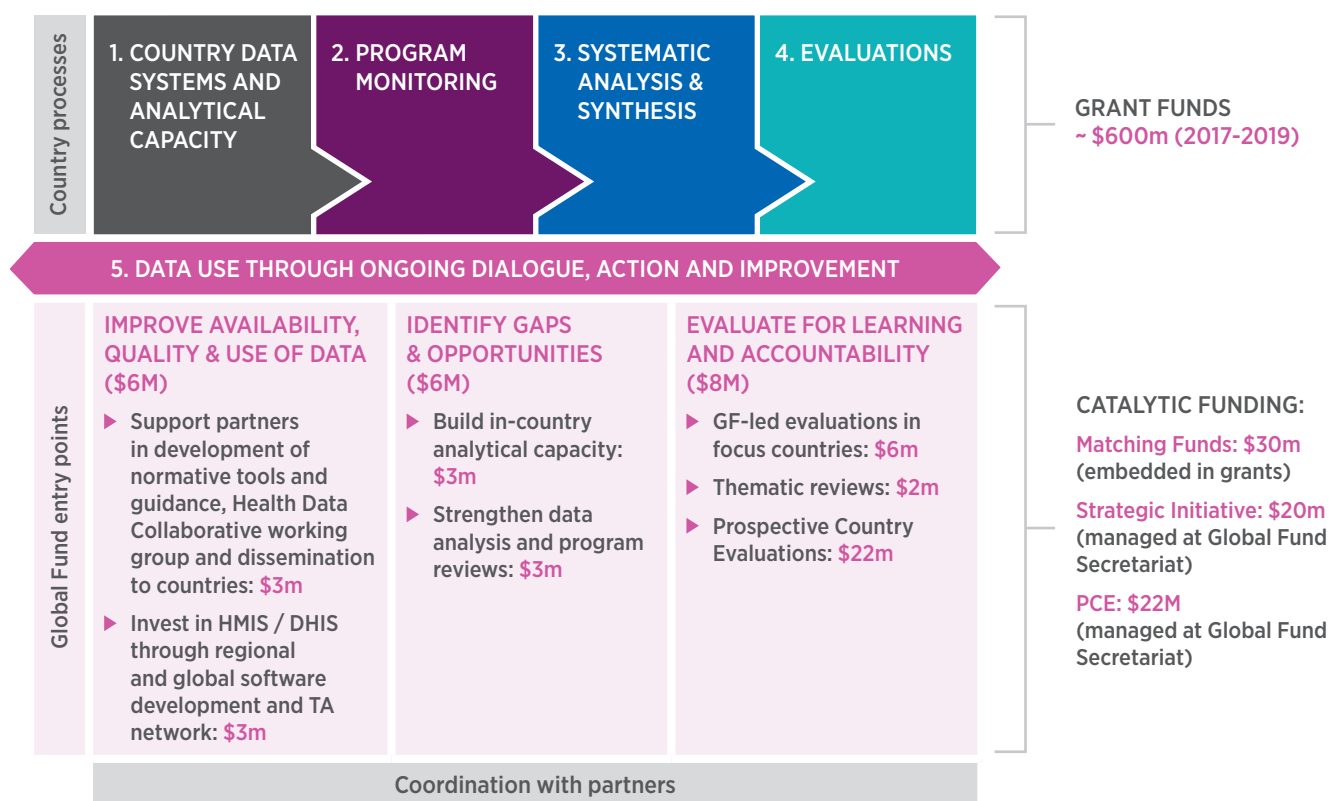 Country processes
1. COUNTRY DATA
SYSTEMS AND
ANALYTICAL
CAPACITY
2. PROGRAM
MONITORING
3. SYSTEMATIC
ANALYSIS &
SYNTHESIS
4. EVALUATIONS
GRANT FUNDS
~ $600m (2017-2019)
5. DATA USE THROUGH ONGOING DIALOGUE, ACTION AND IMPROVEMENT
Global Fund entry points
IMPROVE AVAILABILITY,
QUALITY & USE OF DATA
($6M)
Support partners
in development of
normative tools and
guidance, Health Data
Collaborative working
group and dissemination
to countries: $3m
Invest in HMIS / DHIS
through regional
and global software
development and TA
network: $3m
IDENTIFY GAPS
& OPPORTUNITIES
($6M)
Build in-country
analytical capacity:
$3m
Strengthen data
analysis and program
reviews: $3m
EVALUATE FOR LEARNING
AND ACCOUNTABILITY
($8M)
GF-led evaluations in
focus countries: $6m
Thematic reviews: $2m
Prospective Country
Evaluations: $22m
CATALYTIC FUNDING:
Matching Funds: $30m
(embedded in grants)
Strategic Initiative: $20m
(managed at Global Fund
Secretariat)
PCE: $22M
(managed at Global Fund
Secretariat)
Coordination with partners